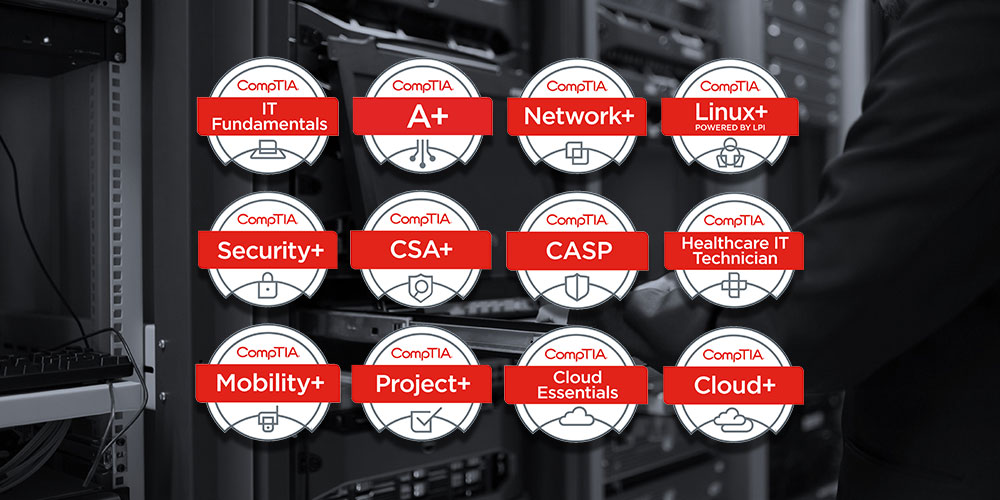 CompTIA.
IT
Fundamentals
CompTIA.
A+
CompTIA.
Network+
CompTIA.
Linux+
POWERED BY LPI
CompTIA.
Security+
CompTIA.
CSA+
CompTIA.
CASP
CompTIA.
Healthcare IT
Technician
CompTIA.
Mobility+
CompTIA.
Project+
CompTIA.
Cloud
Essentials
CompTIA.
Cloud+